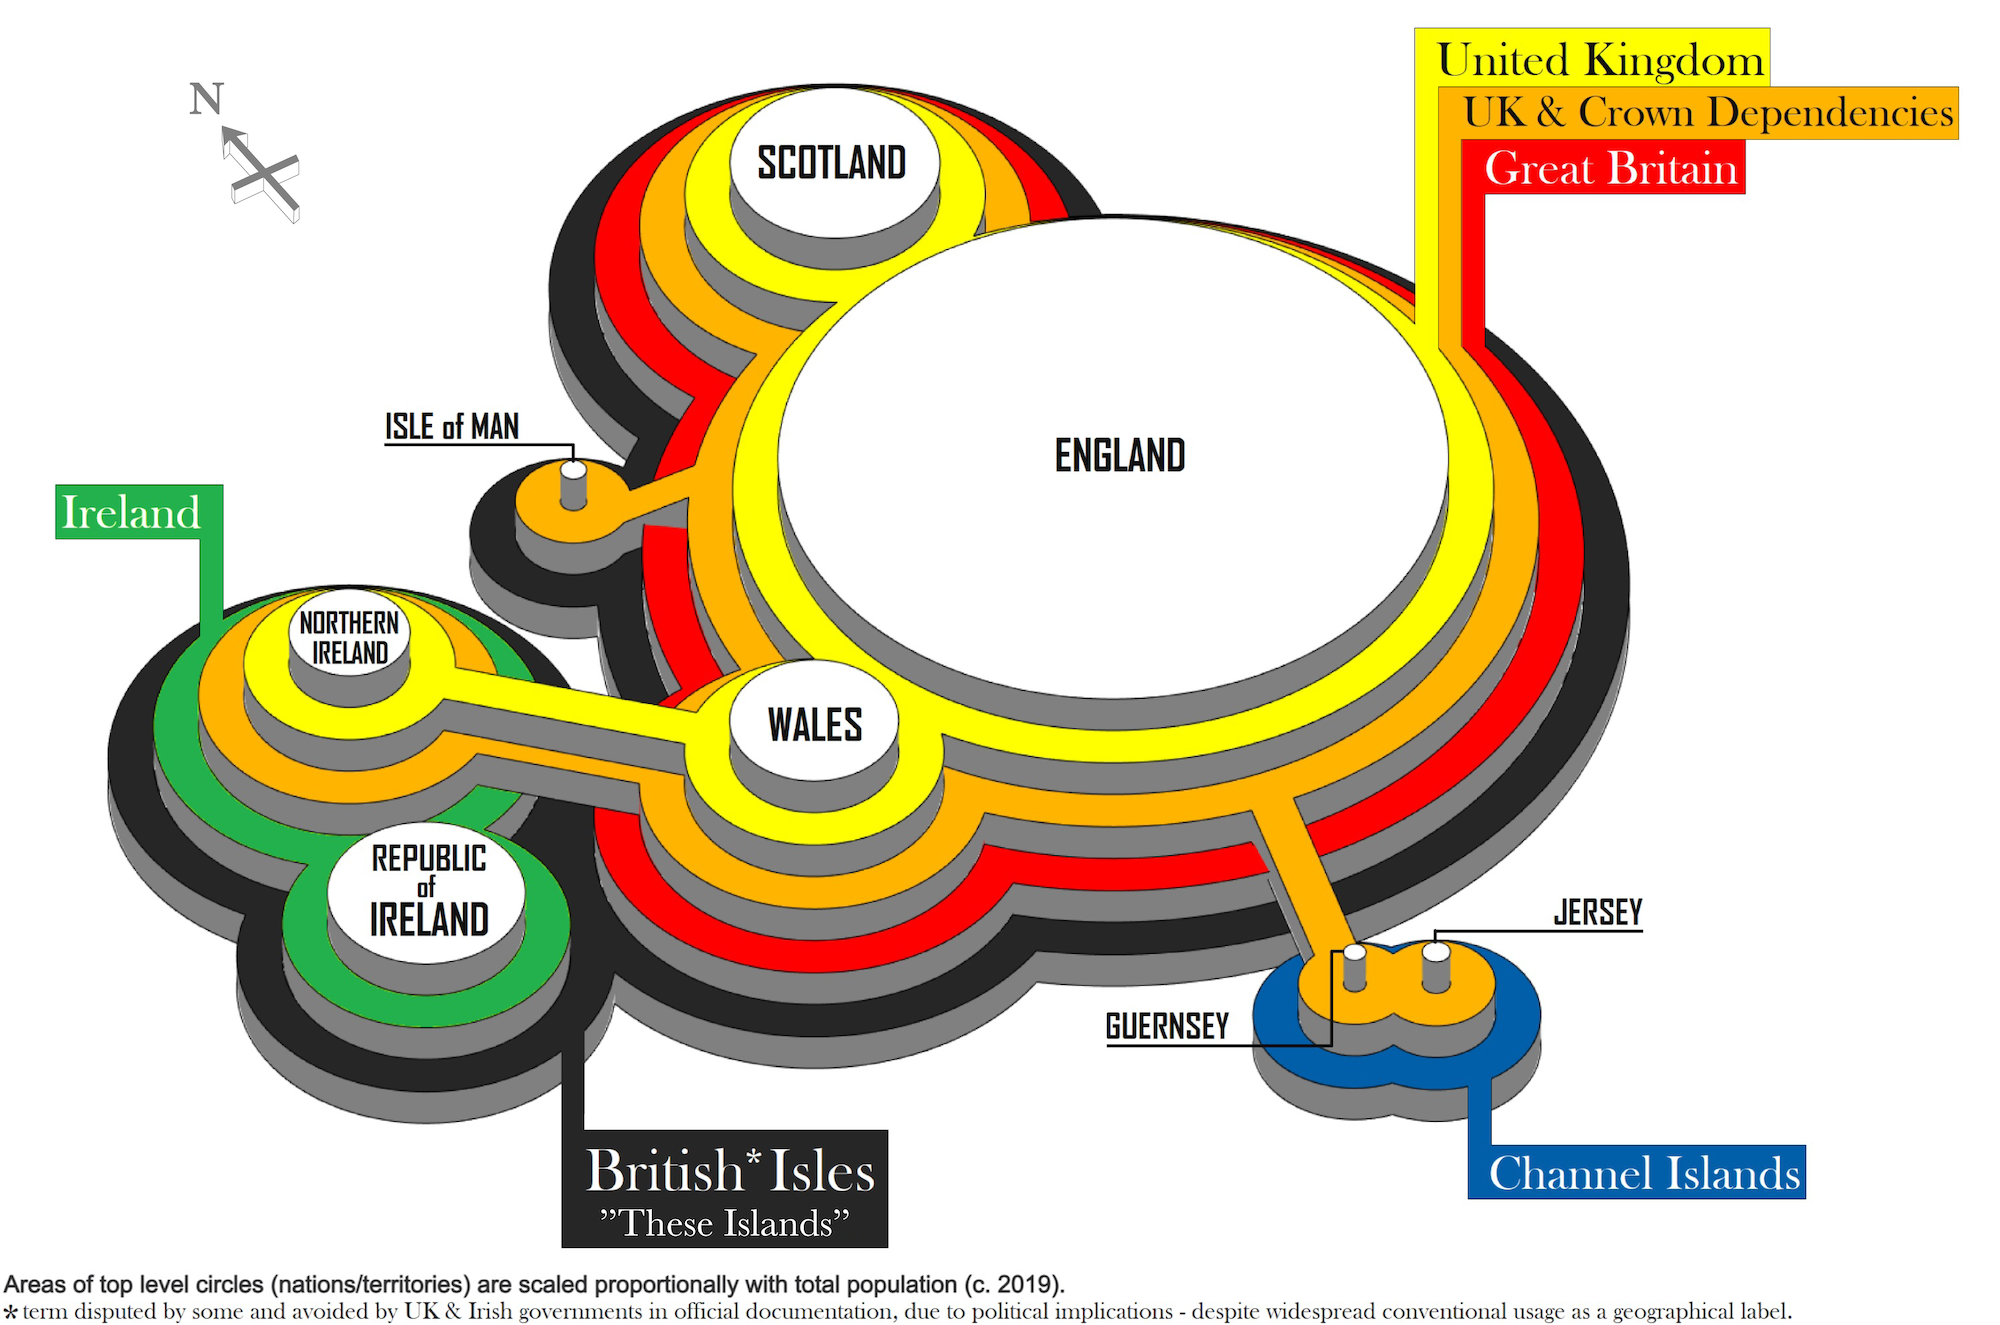 United Kingdom
UK & Crown Dependencies
Great Britain
N
SCOTLAND
ISLE of MAN
ENGLAND
Ireland
NORTHERN
IRELAND
WALES
REPUBLIC
of
IRELAND
JERSEY
GUERNSEY
British* Isles
”These Islands”
Channel Islands
Areas of top level circles (nations/territories) are scaled proportionally with total population (c. 2019).
* term disputed by some and avoided by UK & Irish governments in official documentation, due to political implications - despite widespread conventional usage as a geographical label.